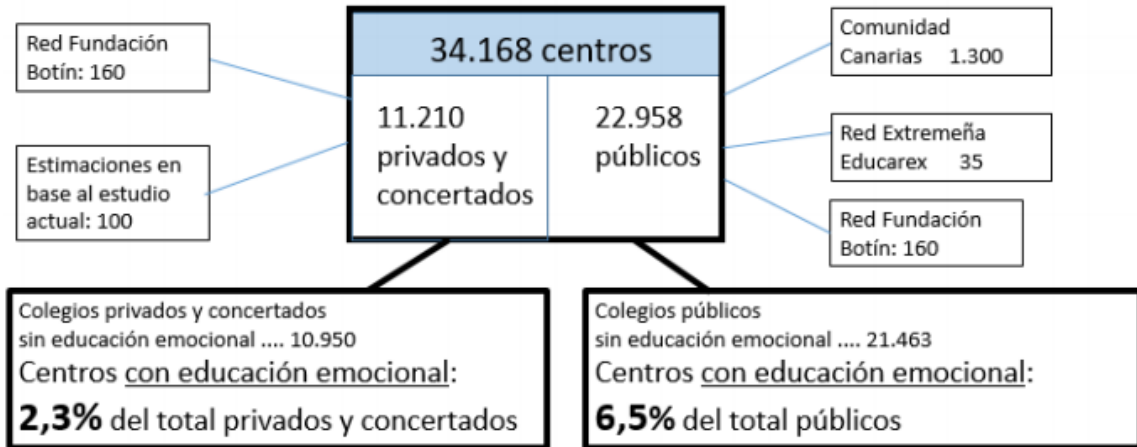 Red Fundación
Botín: 160
Estimaciones en
base al estudio
actual: 100
34.168 centros
11.210
privados y
concertados
22.958
públicos
Comunidad
Canarias 1.300
Red Extremeña
Educarex 35
Red Fundación
Botín: 160
Colegios privados y concertados
sin educación emocional .... 10.950
Centros con educación emocional:
2,3% del total privados y concertados
Colegios públicos
sin educación emocional .... 21.463
Centros con educación emocional:
6,5% del total públicos